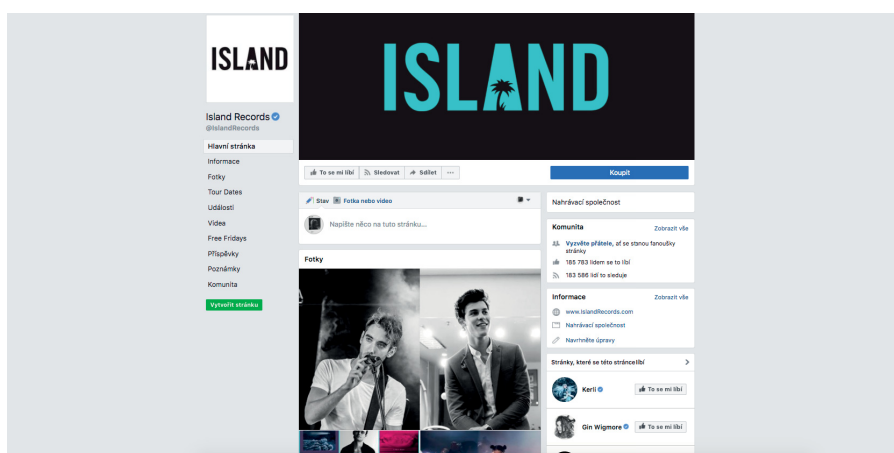 ISLAND
ISLAND
Island Records
@IslandRecords
Hlavní stránka
Informace
Fotky
Tour Dates
Události
Videa
Free Fridays
Příspěvky
Poznámky
Komunita
Vytvořit stránku
To se mi líbí Sledovat Sdílet ...
Koupit
Stav Fotka nebo video
Napište něco na tuto stránku...
Fotky
Nahrávací společnost
Komunita Zobrazit vše
Vyzvěte přátele, ať se stanou fanoušky
stránky
185 783 lidem se to líbí
183 586 lidí to sleduje
Informace Zobrazit vše
www.IslandRecords.com
Nahrávací společnost
Navrhněte úpravy
Stránky, které se této stránce líbí
Kerli To se mi líbí
Gin Wigmore To se mi líbí